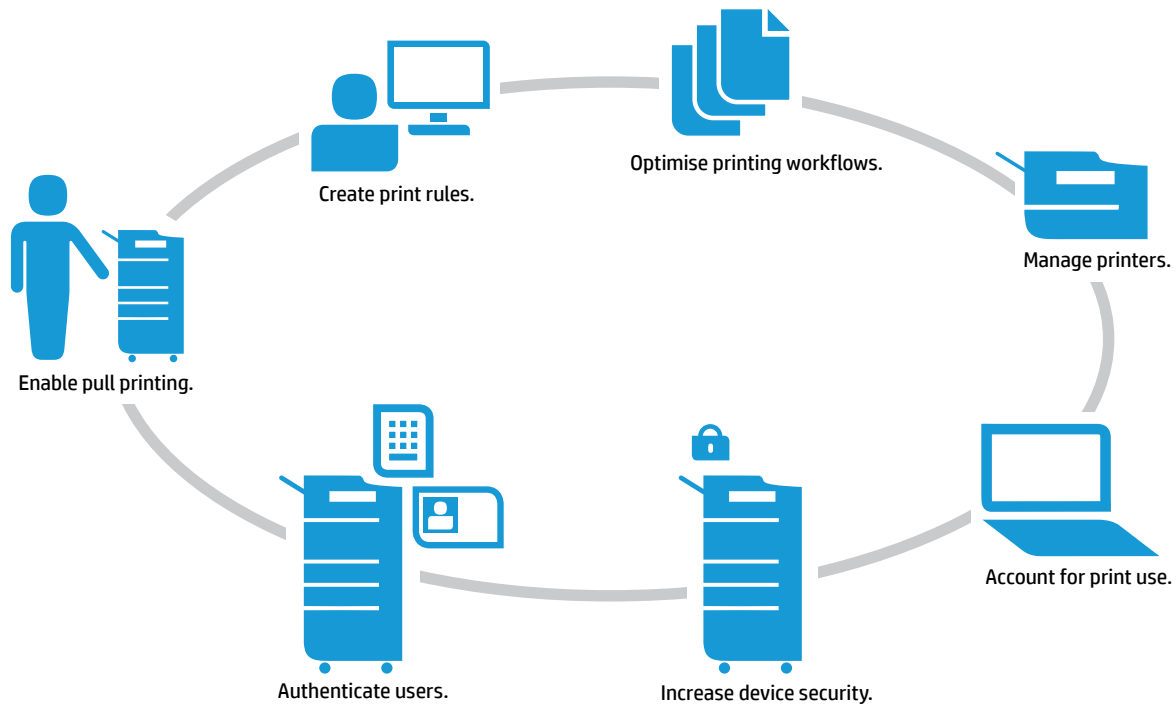 Optimise printing workflows.
Create print rules.
Manage printers.
Enable pull printing.
Account for print use.
Authenticate users.
Increase device security.